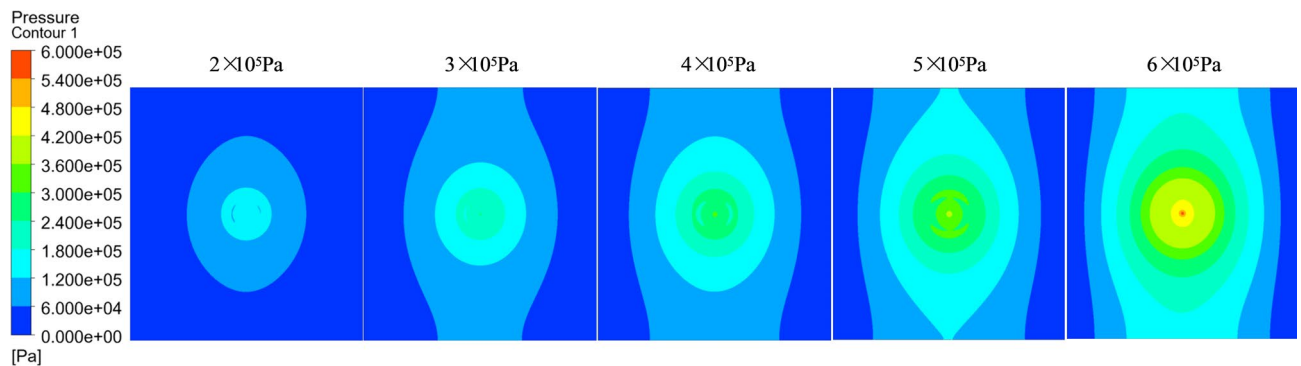 Pressure
Contour 1
6.000e+05
5.400e+05
4.800e+05
4.200e+05
3.600e+05
3.000e+05
2.400e+05
1.800e+05
1.200e+05
6.000e+04
0.000e+00
[Pa]
2×10⁵Pa
3×10⁵Pa
4×10⁵Pa
5×10⁵Pa
6×10⁵Pa